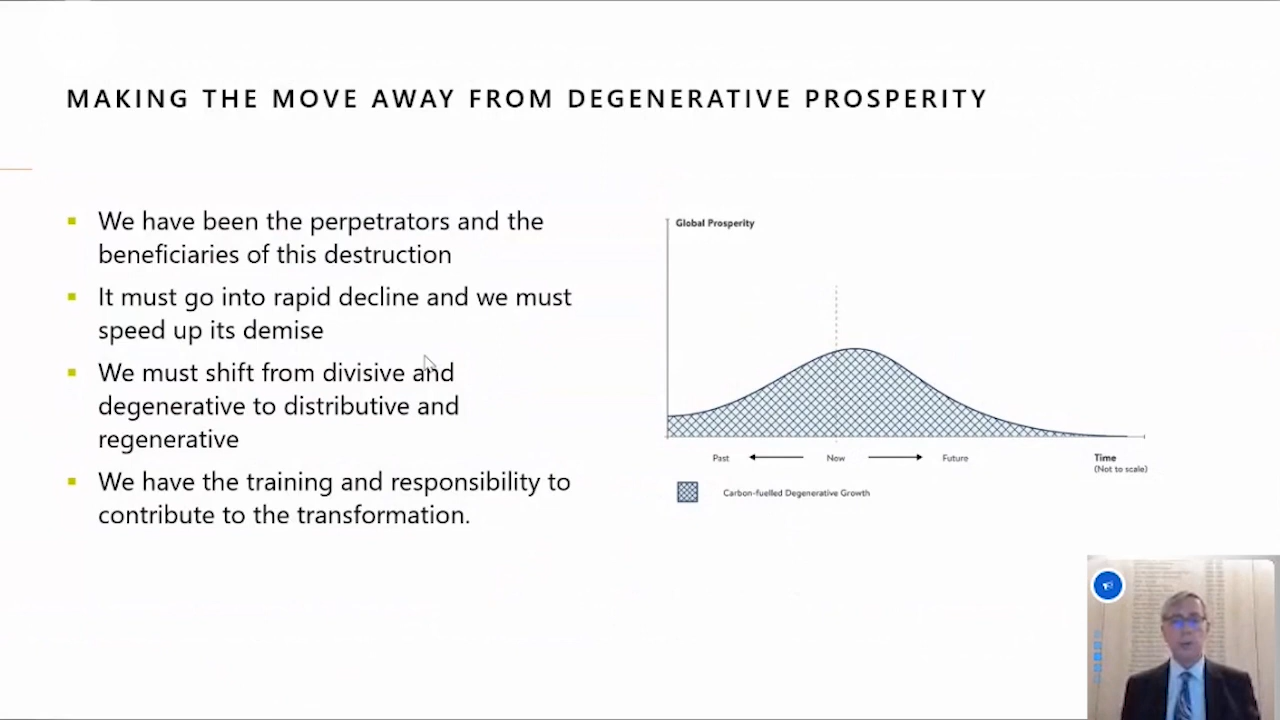 MAKING THE MOVE AWAY FROM DEGENERATIVE PROSPERITY
We have been the perpetrators and the
beneficiaries of this destruction
It must go into rapid decline and we must
speed up its demise
We must shift from divisive and
degenerative to distributive and
regenerative
We have the training and responsibility to
contribute to the transformation.
Global Prosperity
Past
Now
Future
Time
(Not to scale)
Carbon-fuelled Degenerative Growth